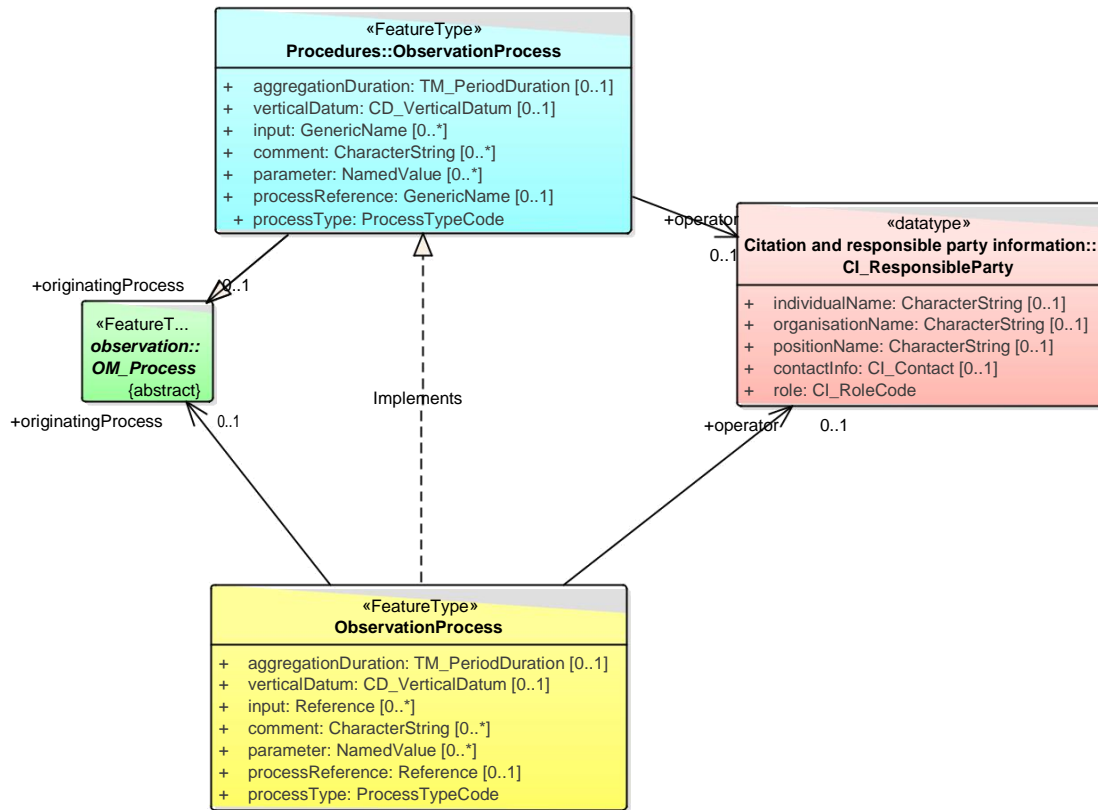 «FeatureType»
Procedures::ObservationProcess
+ aggregationDuration: TM_PeriodDuration [0..1]
+ verticalDatum: CD_VerticalDatum [0..1]
+ input: GenericName [0..*]
+ comment: CharacterString [0..*]
+ parameter: NamedValue [0..*]
+ processReference: GenericName [0..1]
+ processType: ProcessTypeCode
+operator
0..1
«datatype»
Citation and responsible party information::
CI_ResponsibleParty
+ individualName: CharacterString [0..1]
+ organisationName: CharacterString [0..1]
+ positionName: CharacterString [0..1]
+ contactInfo: CI_Contact [0..1]
+ role: CI_RoleCode
+originatingProcess 0..1
«FeatureT...
observation::
OM_Process
{abstract}
+originatingProcess 0..1
Implements
+operator 0..1
«FeatureType»
ObservationProcess
+ aggregationDuration: TM_PeriodDuration [0..1]
+ verticalDatum: CD_VerticalDatum [0..1]
+ input: Reference [0..*]
+ comment: CharacterString [0..*]
+ parameter: NamedValue [0..*]
+ processReference: Reference [0..1]
+ processType: ProcessTypeCode